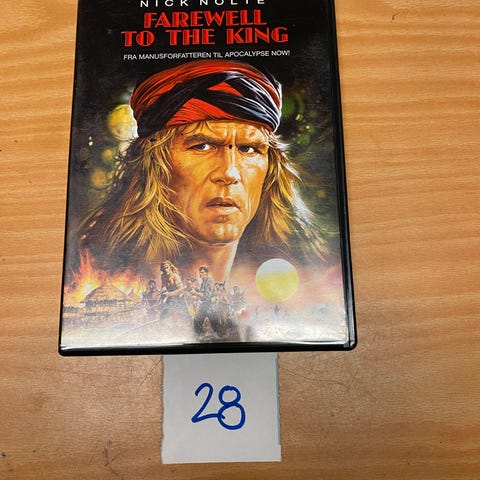 NICK NOLTE
FAREWELL
TO THE KING
FRA MANUSFORFATTEREN TIL APOCALYPSE NOW!
28